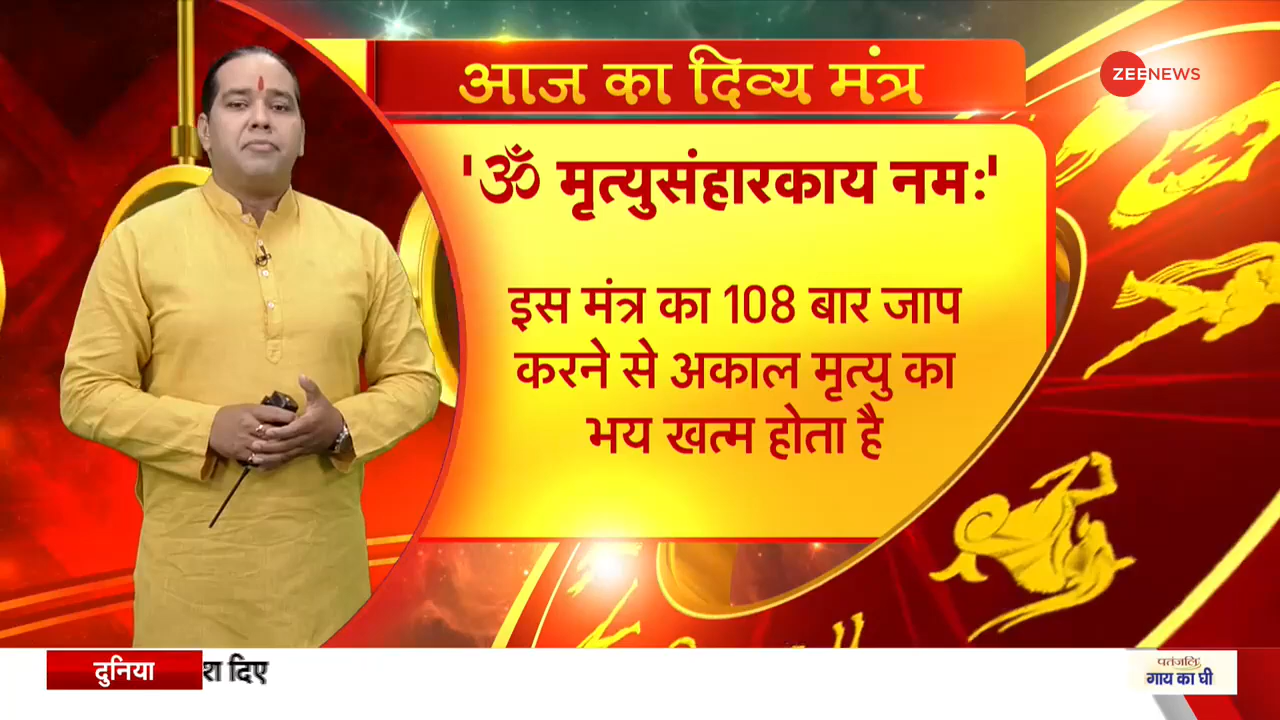 आज का दिव्य मंत्र
ZEENEWS
'ॐ मृत्युसंहारकाय नमः'
इस मंत्र का 108 बार जाप
करने से अकाल मृत्यु का
भय खत्म होता है
दुनिया
श दिए
पतंजलि
गाय का घी